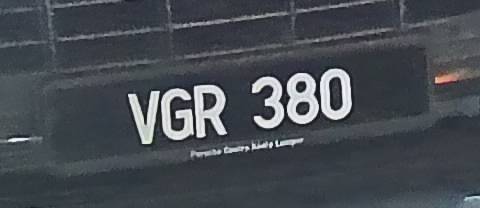 VGR 380
Porsche Centre Kuala Lumpur